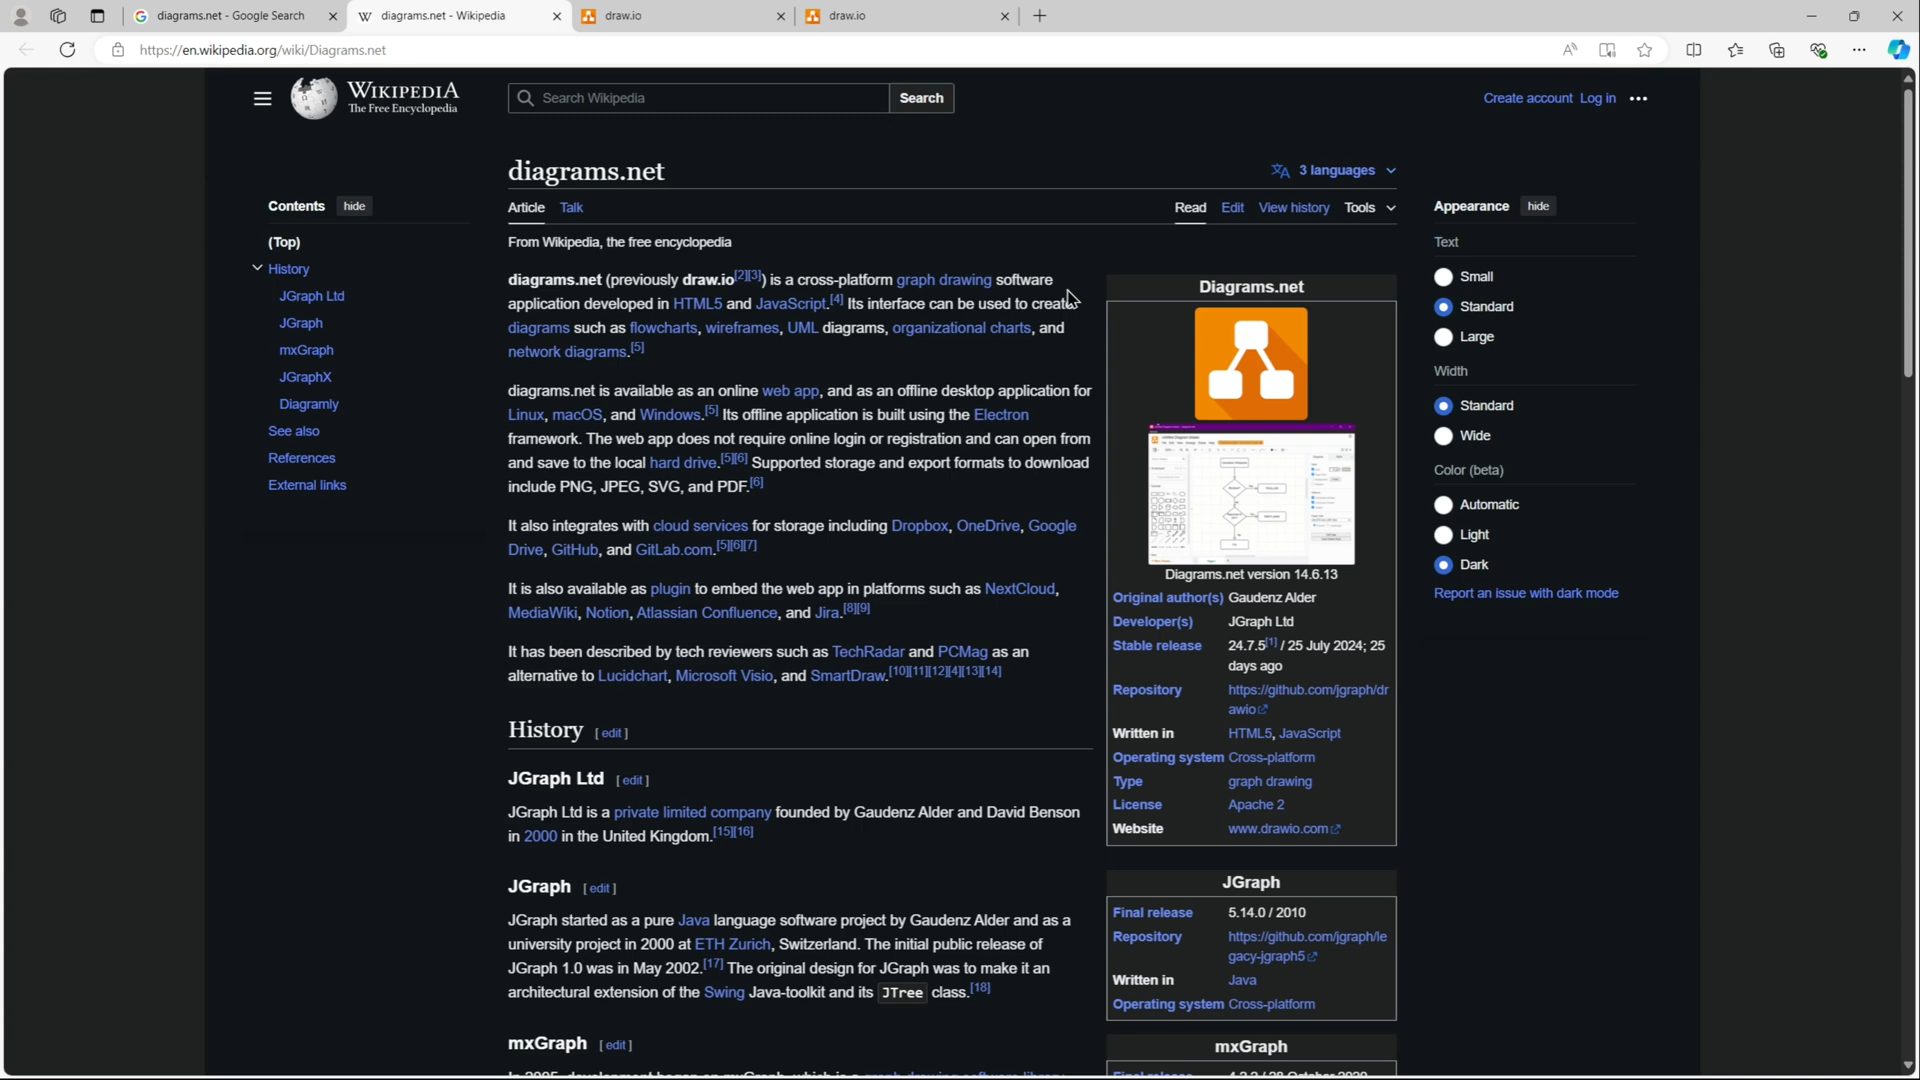 diagrams.net - Google Search
diagrams.net - Wikipedia
draw.io
draw.io
https://en.wikipedia.org/wiki/Diagrams.net
WIKIPEDIA
The Free Encyclopedia
Search Wikipedia
Search
Create account Log in
diagrams.net
3 languages
Contents hide
(Top)
History
JGraph Ltd
JGraph
mxGraph
JGraphX
Diagramly
See also
References
External links
Article Talk
Read Edit View history Tools
From Wikipedia, the free encyclopedia
diagrams.net (previously draw.io[2][3]) is a cross-platform graph drawing software
application developed in HTML5 and JavaScript.[4] Its interface can be used to create
diagrams such as flowcharts, wireframes, UML diagrams, organizational charts, and
network diagrams.[5]
diagrams.net is available as an online web app, and as an offline desktop application for
Linux, macOS, and Windows.[5] Its offline application is built using the Electron
framework. The web app does not require online login or registration and can open from
and save to the local hard drive.[5][6] Supported storage and export formats to download
include PNG, JPEG, SVG, and PDF.[6]
It also integrates with cloud services for storage including Dropbox, OneDrive, Google
Drive, GitHub, and GitLab.com.[5][6][7]
It is also available as plugin to embed the web app in platforms such as NextCloud,
MediaWiki, Notion, Atlassian Confluence, and Jira.[8][9]
It has been described by tech reviewers such as TechRadar and PCMag as an
alternative to Lucidchart, Microsoft Visio, and SmartDraw.[10][11][12][4][13][14]
History [ edit ]
JGraph Ltd [ edit ]
JGraph Ltd is a private limited company founded by Gaudenz Alder and David Benson
in 2000 in the United Kingdom.[15][16]
JGraph [ edit ]
JGraph started as a pure Java language software project by Gaudenz Alder and as a
university project in 2000 at ETH Zurich, Switzerland. The initial public release of
JGraph 1.0 was in May 2002.[17] The original design for JGraph was to make it an
architectural extension of the Swing Java-toolkit and its JTree class.[18]
mxGraph [ edit ]
In 2005, development began on mxGraph, which is a graph drawing software library
Diagrams.net
Diagrams.net version 14.6.13
Original author(s) Gaudenz Alder
Developer(s) JGraph Ltd
Stable release 24.7.5[1] / 25 July 2024; 25
days ago
Repository https://github.com/jgraph/dr
awio
Written in HTML5, JavaScript
Operating system Cross-platform
Type graph drawing
License Apache 2
Website www.drawio.com
JGraph
Final release 5.14.0 / 2010
Repository https://github.com/jgraph/le
gacy-jgraph5
Written in Java
Operating system Cross-platform
mxGraph
Final release 4.2.2 / 28 October 2020
Appearance hide
Text
Small
Standard
Large
Width
Standard
Wide
Color (beta)
Automatic
Light
Dark
Report an issue with dark mode